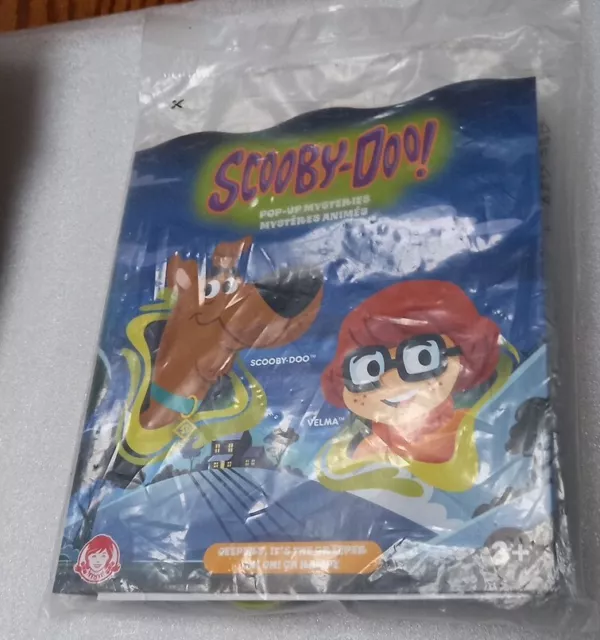 SCOOBY-DOO!
POP-UP MYSTERIES
MYSTÈRES ANIMÉS
SCOOBY-DOO™
VELMA™
3+